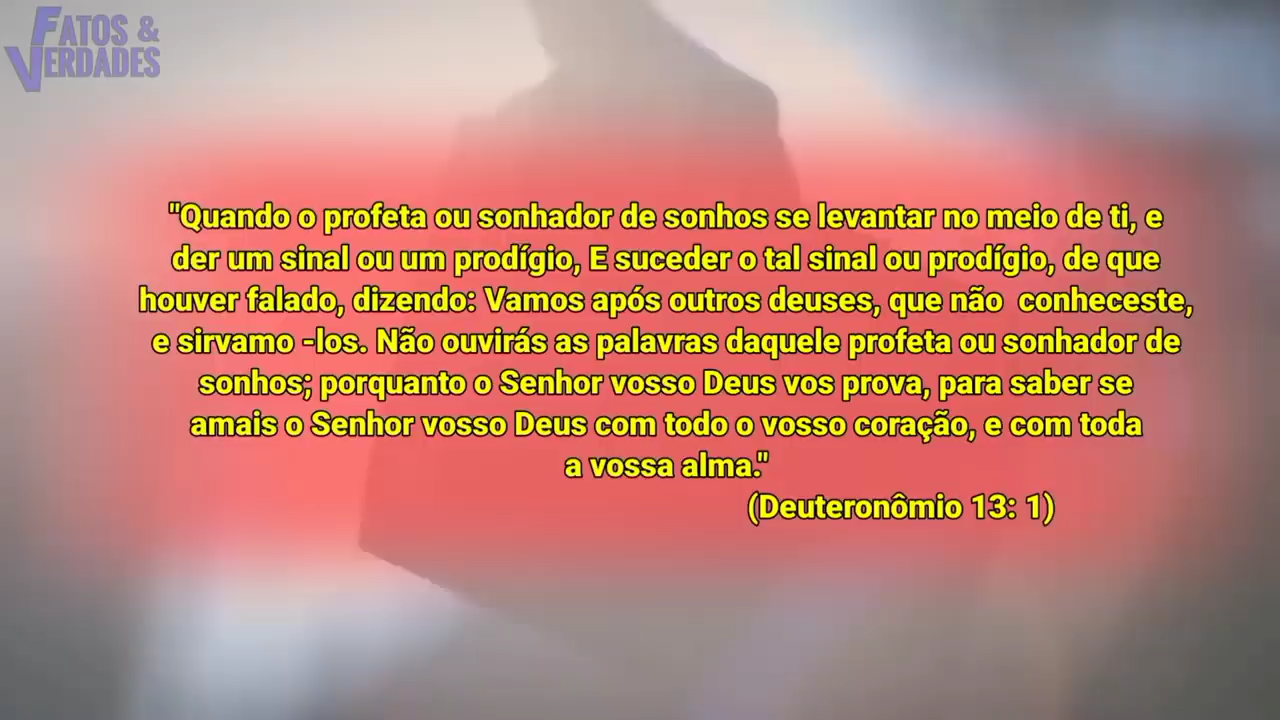 FATOS &
VERDADES
"Quando o profeta ou sonhador de sonhos se levantar no meio de ti, e
der um sinal ou um prodígio, E suceder o tal sinal ou prodígio, de que
houver falado, dizendo: Vamos após outros deuses, que não conheceste,
e sirvamo -los. Não ouvirás as palavras daquele profeta ou sonhador de
sonhos; porquanto o Senhor vosso Deus vos prova, para saber se
amais o Senhor vosso Deus com todo o vosso coração, e com toda
a vossa alma."
(Deuteronômio 13: 1)